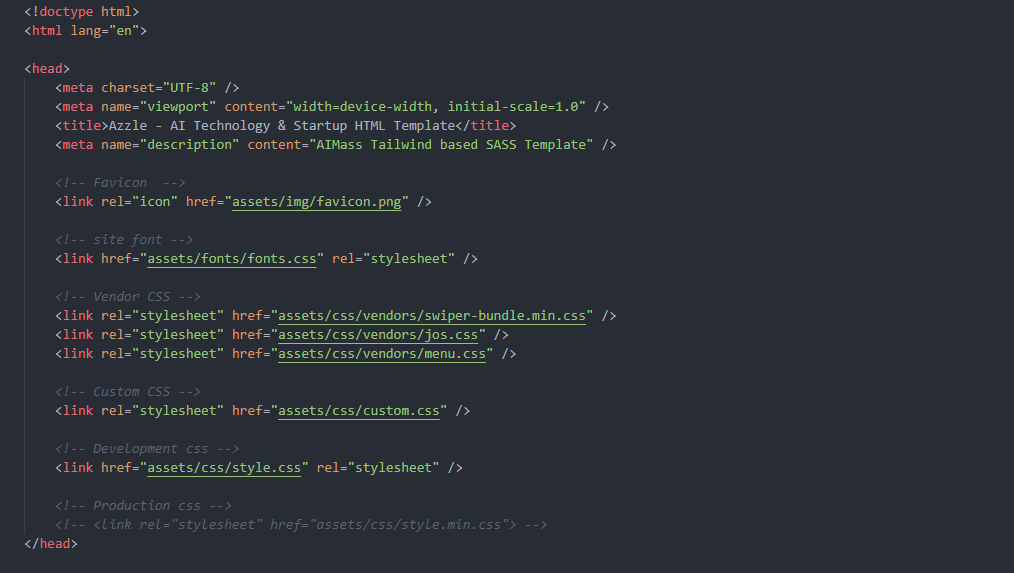 <!doctype html>
<html lang="en">
<head>
<meta charset="UTF-8" />
<meta name="viewport" content="width=device-width, initial-scale=1.0" />
<title>Azzle - AI Technology & Startup HTML Template</title>
<meta name="description" content="AIMass Tailwind based SASS Template" />
<!-- Favicon  -->
<link rel="icon" href="assets/img/favicon.png" />
<!-- site font -->
<link href="assets/fonts/fonts.css" rel="stylesheet" />
<!-- Vendor CSS -->
<link rel="stylesheet" href="assets/css/vendors/swiper-bundle.min.css" />
<link rel="stylesheet" href="assets/css/vendors/jos.css" />
<link rel="stylesheet" href="assets/css/vendors/menu.css" />
<!-- Custom CSS -->
<link rel="stylesheet" href="assets/css/custom.css" />
<!-- Development css -->
<link href="assets/css/style.css" rel="stylesheet" />
<!-- Production css -->
<!-- <link rel="stylesheet" href="assets/css/style.min.css"> -->
</head>